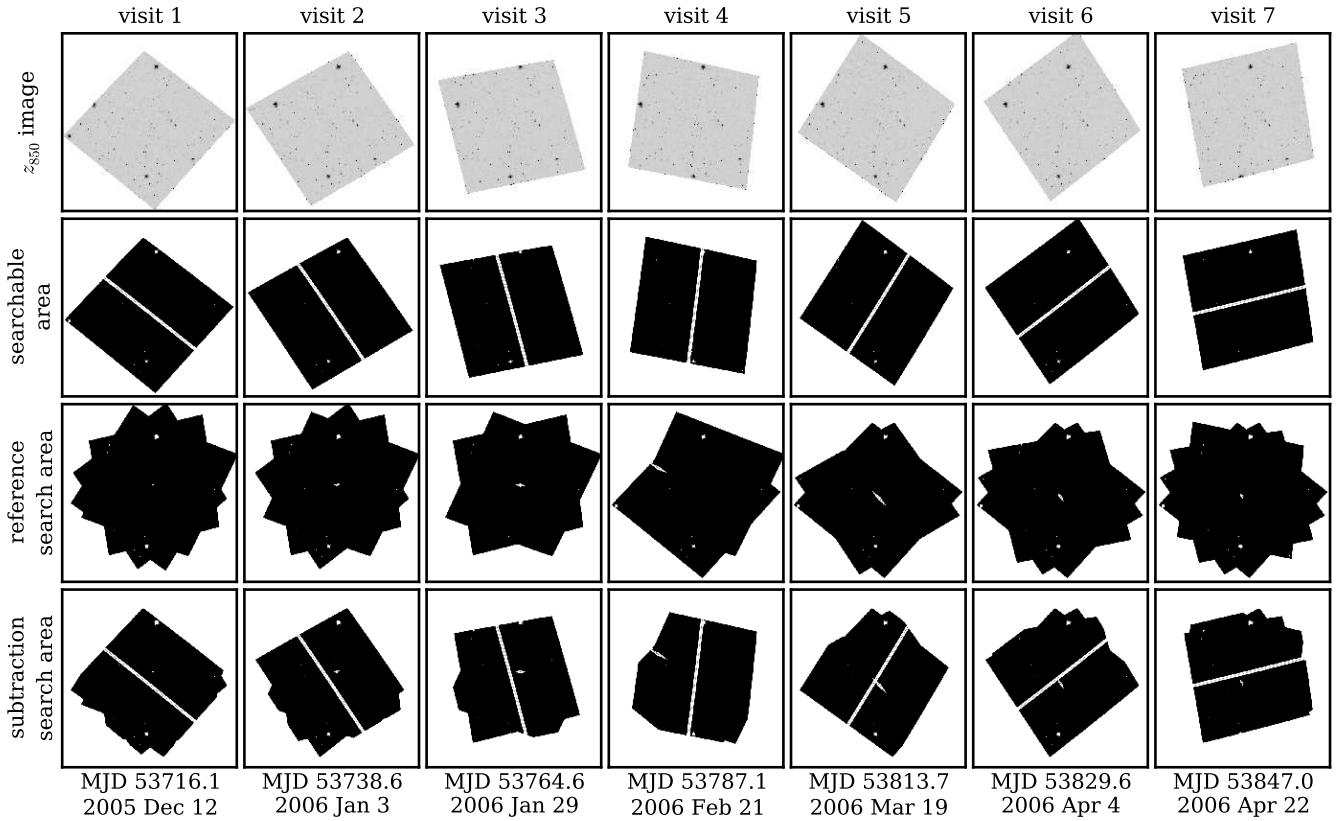 visit 1 visit 2 visit 3 visit 4 visit 5 visit 6 visit 7
z850 image
searchable
area
reference
search area
subtraction
search area
MJD 53716.1 MJD 53738.6 MJD 53764.6 MJD 53787.1 MJD 53813.7 MJD 53829.6 MJD 53847.0
2005 Dec 12 2006 Jan 3 2006 Jan 29 2006 Feb 21 2006 Mar 19 2006 Apr 4 2006 Apr 22